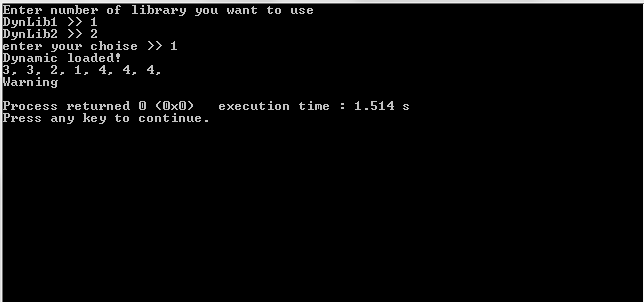 Enter number of library you want to use
DynLib1 >> 1
DynLib2 >> 2
enter your choise >> 1
Dynamic loaded!
3, 3, 2, 1, 4, 4, 4,
Warning
Process returned 0 (0x0)   execution time : 1.514 s
Press any key to continue.